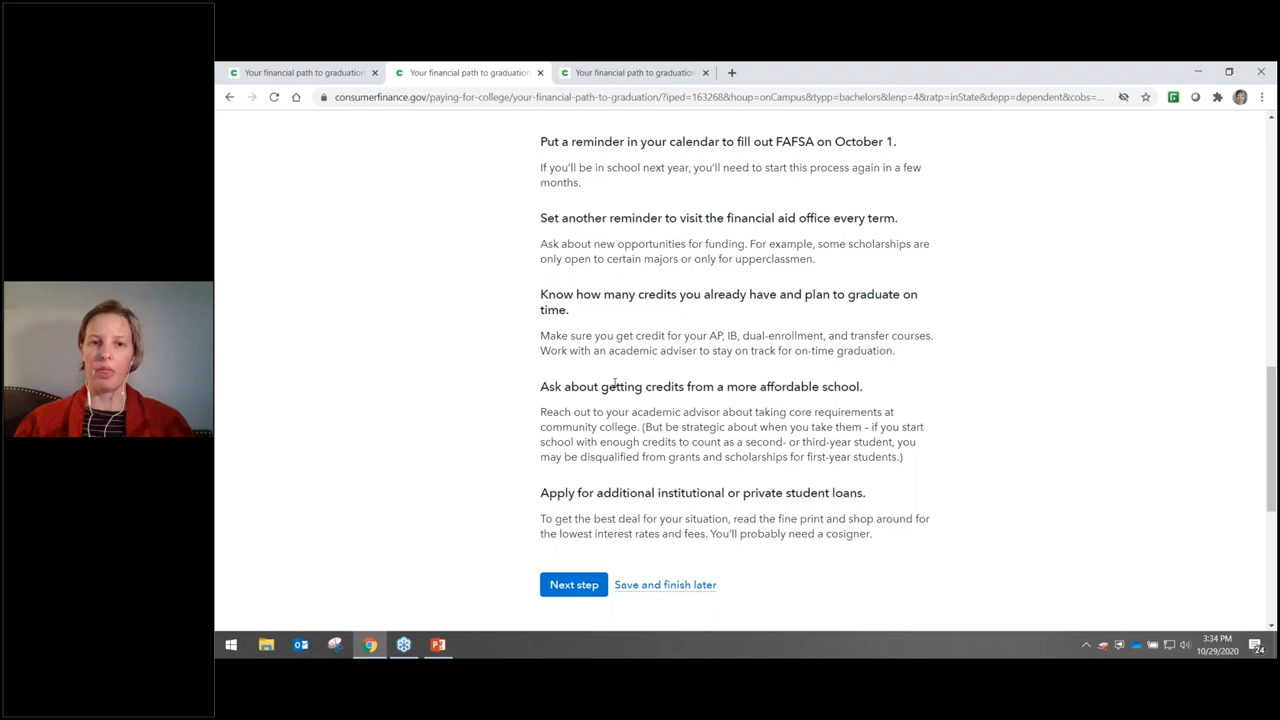 Your financial path to graduation
Your financial path to graduation
Your financial path to graduation
consumerfinance.gov/paying-for-college/your-financial-path-to-graduation/?iped=163268&houp=onCampus&typp=bachelors&lenp=4&ratp=inState&depp=dependent&cobs=...
Put a reminder in your calendar to fill out FAFSA on October 1.
If you’ll be in school next year, you’ll need to start this process again in a few
months.
Set another reminder to visit the financial aid office every term.
Ask about new opportunities for funding. For example, some scholarships are
only open to certain majors or only for upperclassmen.
Know how many credits you already have and plan to graduate on
time.
Make sure you get credit for your AP, IB, dual-enrollment, and transfer courses.
Work with an academic adviser to stay on track for on-time graduation.
Ask about getting credits from a more affordable school.
Reach out to your academic advisor about taking core requirements at
community college. (But be strategic about when you take them – if you start
school with enough credits to count as a second- or third-year student, you
may be disqualified from grants and scholarships for first-year students.)
Apply for additional institutional or private student loans.
To get the best deal for your situation, read the fine print and shop around for
the lowest interest rates and fees. You’ll probably need a cosigner.
Next step Save and finish later
3:34 PM
10/29/2020
24